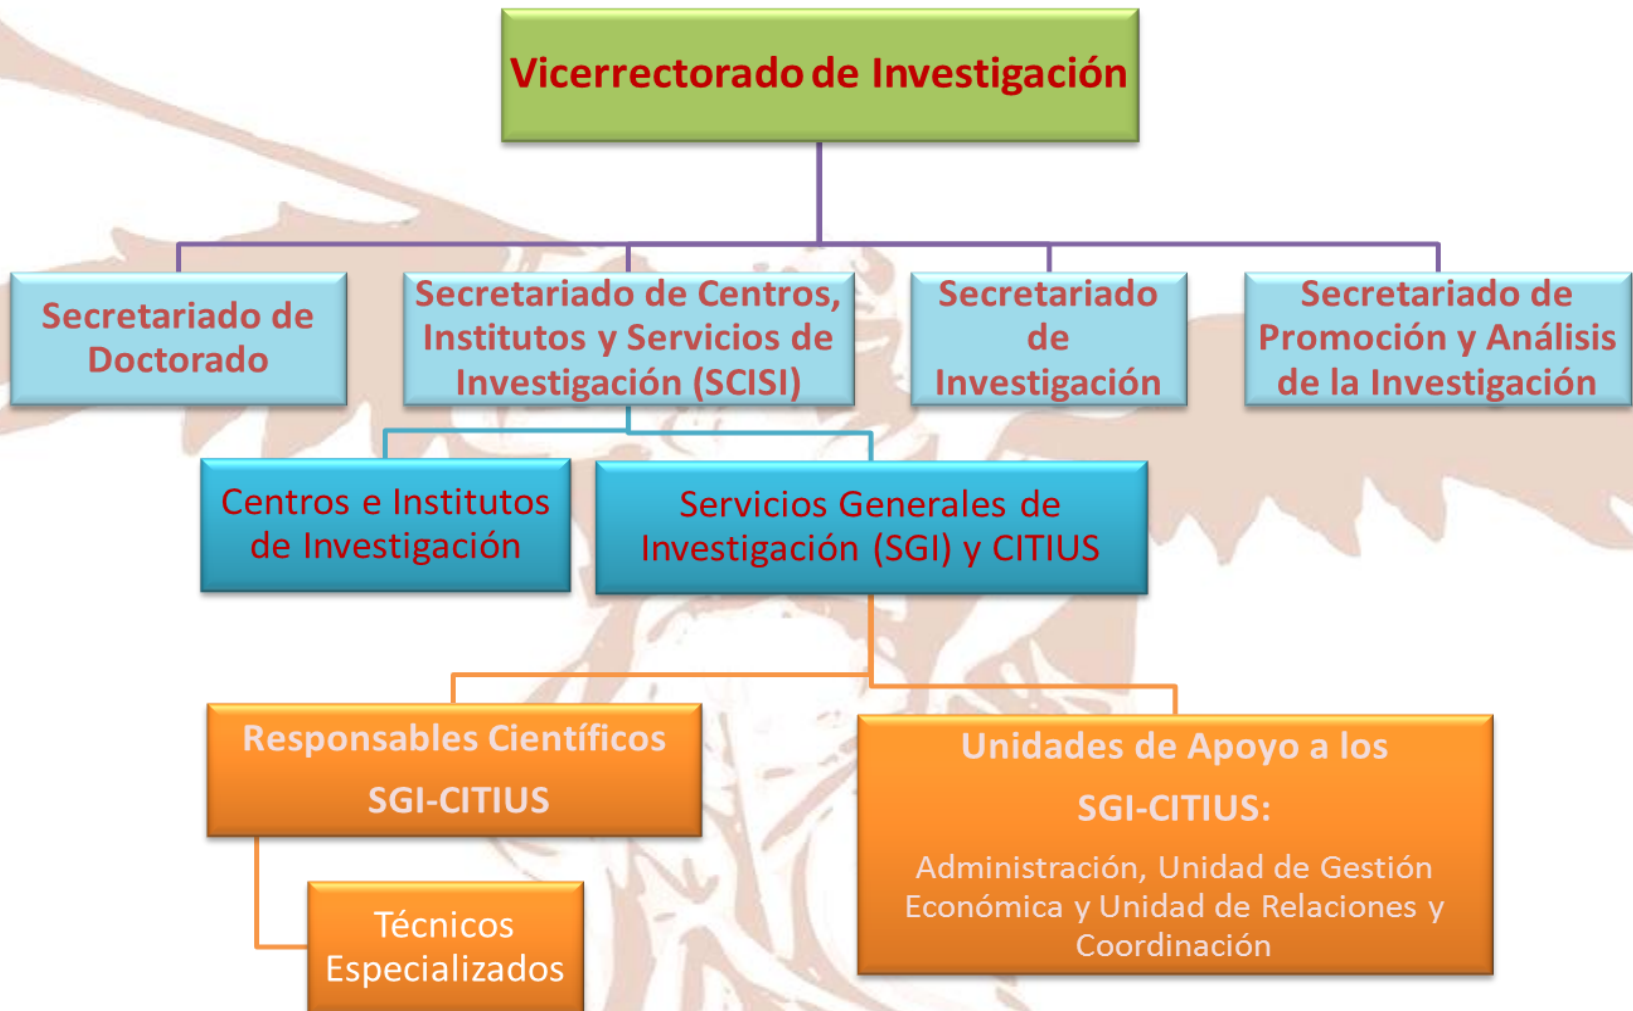 Vicerrectorado de Investigación
Secretariado de
Doctorado
Secretariado de Centros,
Institutos y Servicios de
Investigación (SCISI)
Secretariado
de
Investigación
Secretariado de
Promoción y Análisis
de la Investigación
Centros e Institutos
de Investigación
Servicios Generales de
Investigación (SGI) y CITIUS
Responsables Científicos
SGI-CITIUS
Unidades de Apoyo a los
SGI-CITIUS:
Administración, Unidad de Gestión
Económica y Unidad de Relaciones y
Coordinación
Técnicos
Especializados